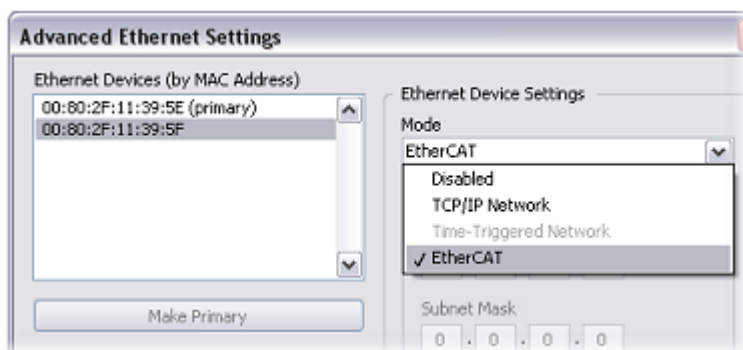 Advanced Ethernet Settings
Ethernet Devices (by MAC Address)
00:80:2F:11:39:5E (primary)
00:80:2F:11:39:5F
Make Primary
Ethernet Device Settings
Mode
EtherCAT
Disabled
TCP/IP Network
Time-Triggered Network
✓ EtherCAT
Subnet Mask
0 . 0 . 0 . 0